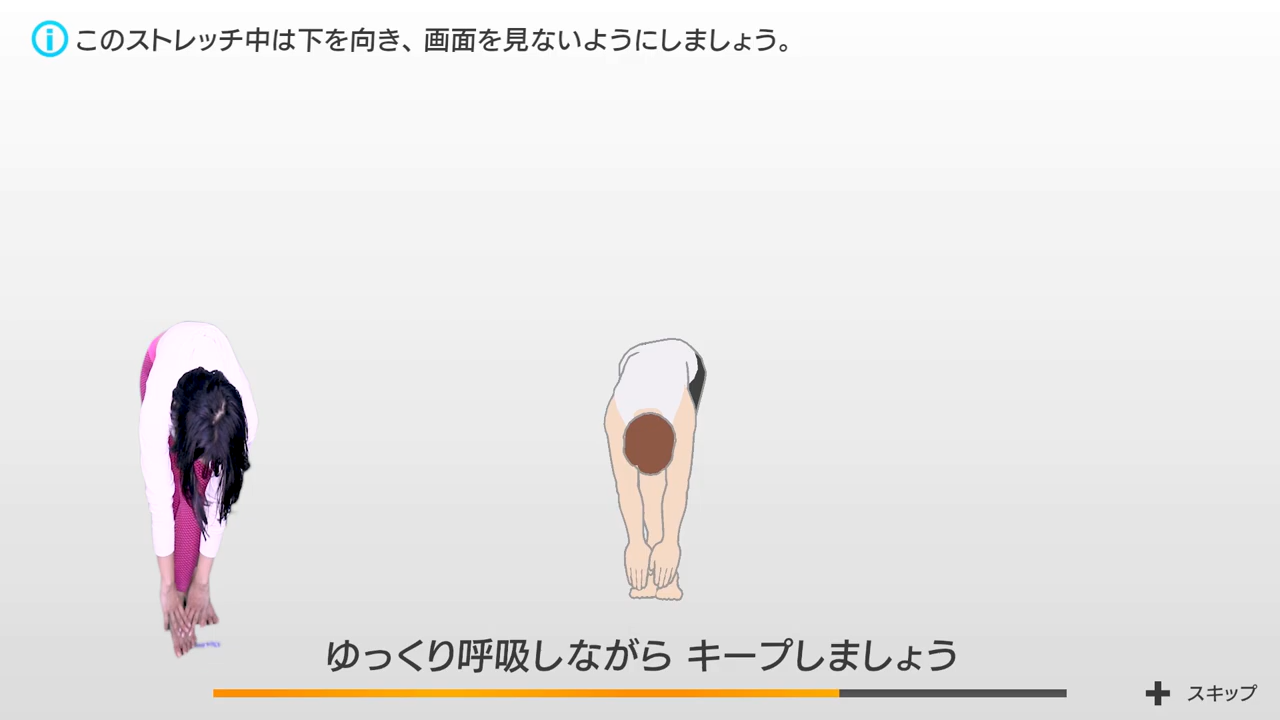 このストレッチ中は下を向き、画面を見ないようにしましょう。
ゆっくり呼吸しながら キープしましょう
スキップ